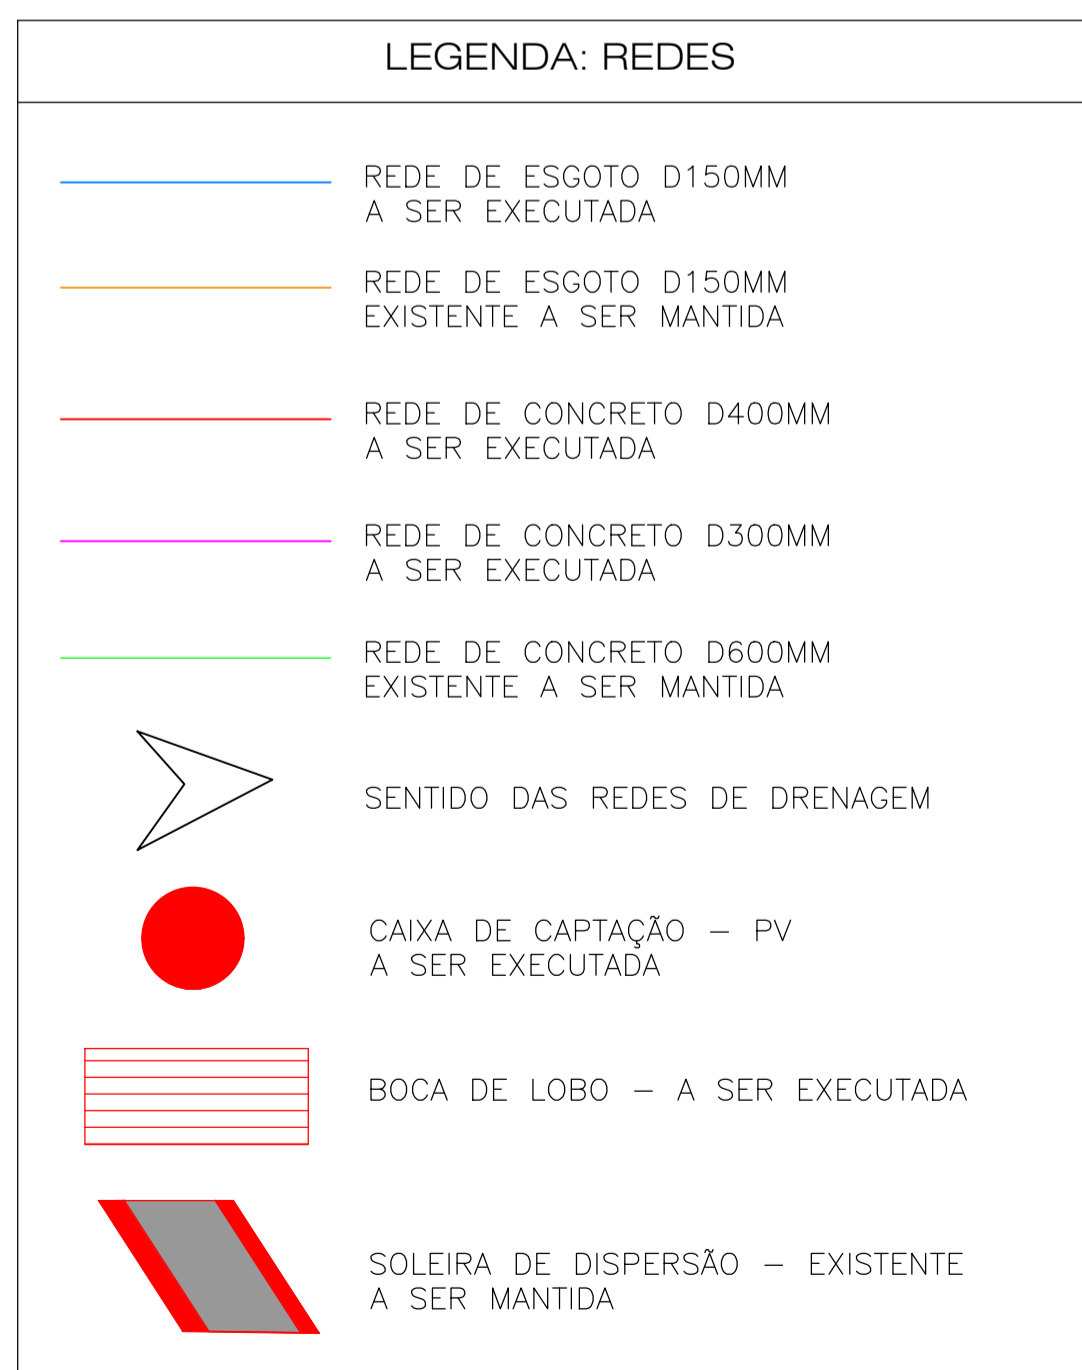 LEGENDA: REDES
REDE DE ESGOTO D150MM
A SER EXECUTADA
REDE DE ESGOTO D150MM
EXISTENTE A SER MANTIDA
REDE DE CONCRETO D400MM
A SER EXECUTADA
REDE DE CONCRETO D300MM
A SER EXECUTADA
REDE DE CONCRETO D600MM
EXISTENTE A SER MANTIDA
SENTIDO DAS REDES DE DRENAGEM
CAIXA DE CAPTAÇÃO – PV
A SER EXECUTADA
BOCA DE LOBO – A SER EXECUTADA
SOLEIRA DE DISPERSÃO – EXISTENTE
A SER MANTIDA